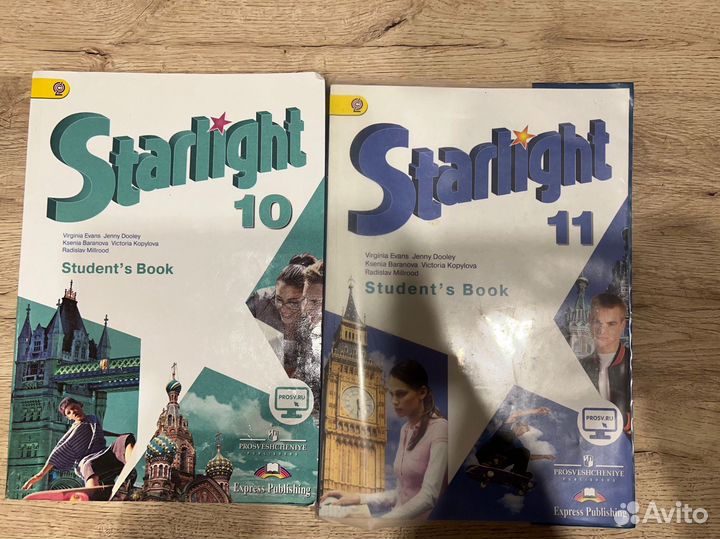 Starlight
10
Virginia Evans Jenny Dooley
Ksenia Baranova Victoria Kopylova
Radislav Millrood
Student's Book
PROSV.RU
PROSVESHCHENIYE
PUBLISHERS
Express Publishing
Starlight
11
Virginia Evans Jenny Dooley
Ksenia Baranova Victoria Kopylova
Radislav Millrood
Student's Book
PROSV.RU
PROSVESHCHENIYE
PUBLISHERS
Express Publishing
Avito